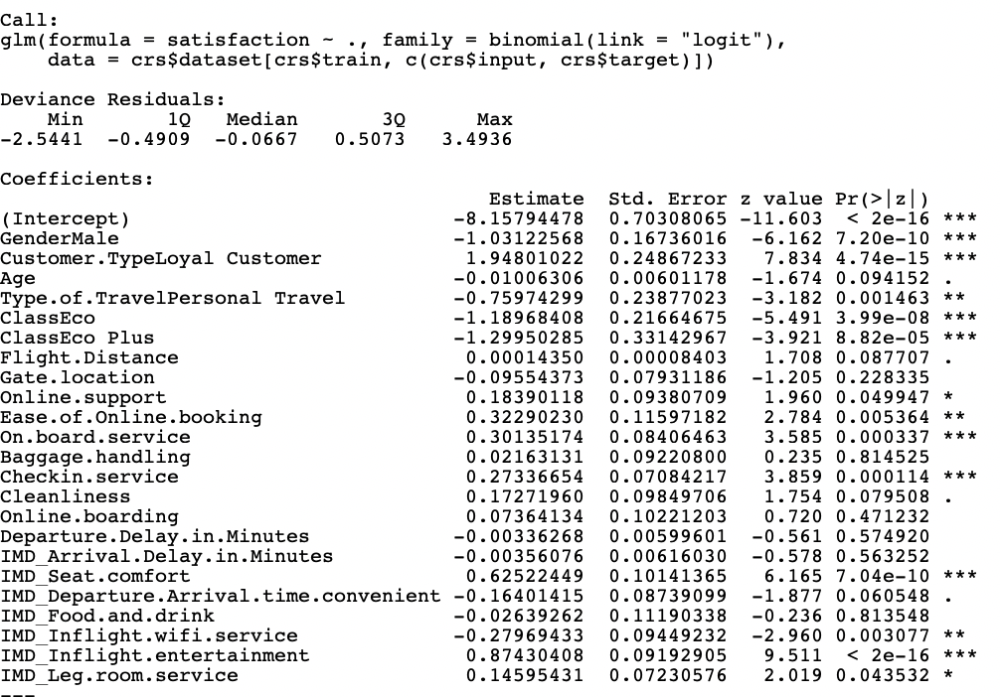 Call:
glm(formula = satisfaction ~ ., family = binomial(link = "logit"),
    data = crs$dataset[crs$train, c(crs$input, crs$target)])
Deviance Residuals:
    Min       1Q   Median       3Q      Max
-2.5441  -0.4909  -0.0667   0.5073   3.4936
Coefficients:
                                       Estimate  Std. Error z value Pr(>|z|)
(Intercept)                         -8.15794478  0.70308065 -11.603  < 2e-16 ***
GenderMale                          -1.03122568  0.16736016  -6.162 7.20e-10 ***
Customer.TypeLoyal Customer          1.94801022  0.24867233   7.834 4.74e-15 ***
Age                                 -0.01006306  0.00601178  -1.674 0.094152 .
Type.of.TravelPersonal Travel       -0.75974299  0.23877023  -3.182 0.001463 **
ClassEco                            -1.18968408  0.21664675  -5.491 3.99e-08 ***
ClassEco Plus                       -1.29950285  0.33142967  -3.921 8.82e-05 ***
Flight.Distance                      0.00014350  0.00008403   1.708 0.087707 .
Gate.location                       -0.09554373  0.07931186  -1.205 0.228335
Online.support                       0.18390118  0.09380709   1.960 0.049947 *
Ease.of.Online.booking               0.32290230  0.11597182   2.784 0.005364 **
On.board.service                     0.30135174  0.08406463   3.585 0.000337 ***
Baggage.handling                     0.02163131  0.09220800   0.235 0.814525
Checkin.service                      0.27336654  0.07084217   3.859 0.000114 ***
Cleanliness                          0.17271960  0.09849706   1.754 0.079508 .
Online.boarding                      0.07364134  0.10221203   0.720 0.471232
Departure.Delay.in.Minutes          -0.00336268  0.00599601  -0.561 0.574920
IMD_Arrival.Delay.in.Minutes        -0.00356076  0.00616030  -0.578 0.563252
IMD_Seat.comfort                     0.62522449  0.10141365   6.165 7.04e-10 ***
IMD_Departure.Arrival.time.convenient -0.16401415  0.08739099  -1.877 0.060548 .
IMD_Food.and.drink                  -0.02639262  0.11190338  -0.236 0.813548
IMD_Inflight.wifi.service           -0.27969433  0.09449232  -2.960 0.003077 **
IMD_Inflight.entertainment           0.87430408  0.09192905   9.511  < 2e-16 ***
IMD_Leg.room.service                 0.14595431  0.07230576   2.019 0.043532 *
---